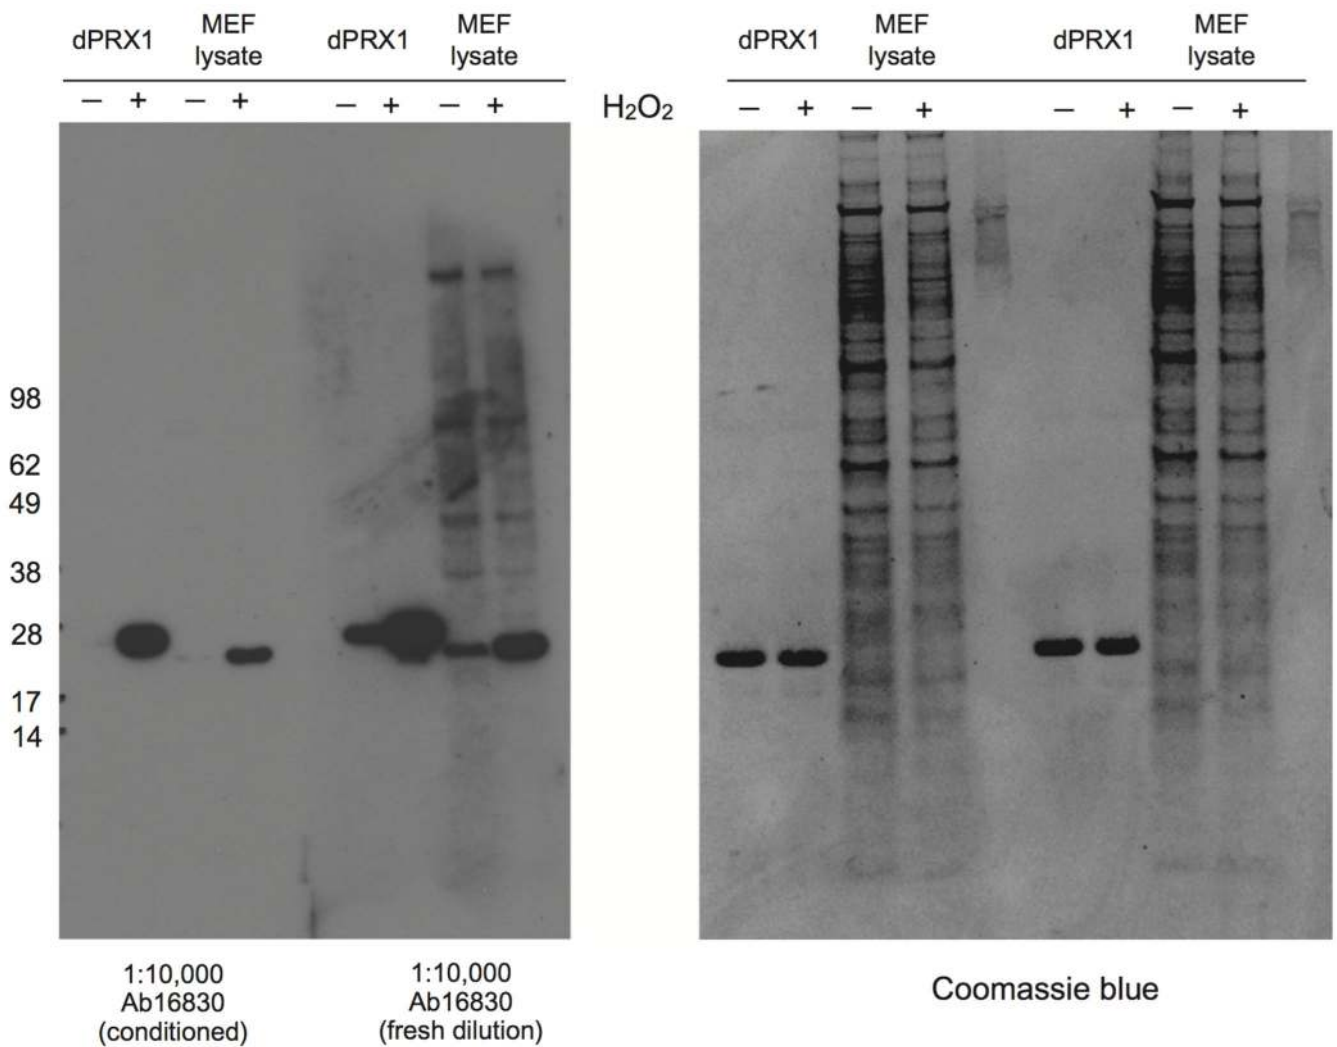 dPRX1 MEF lysate dPRX1 MEF lysate
– + – + – + – +
H2O2
dPRX1 MEF lysate dPRX1 MEF lysate
– + – + – + – +
98
62
49
38
28
17
14
1:10,000
Ab16830
(conditioned)
1:10,000
Ab16830
(fresh dilution)
Coomassie blue